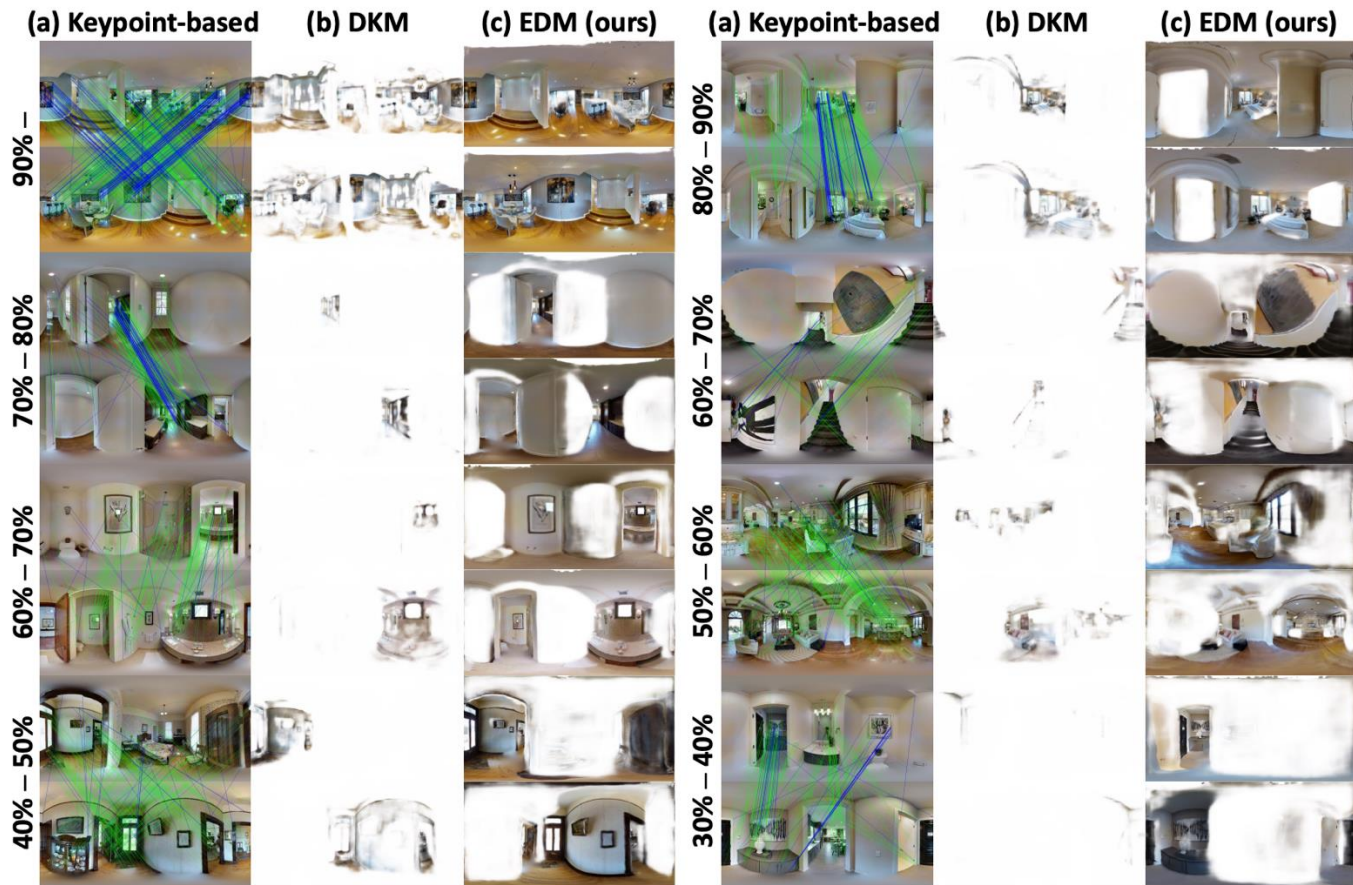 (a) Keypoint-based (b) DKM (c) EDM (ours) (a) Keypoint-based (b) DKM (c) EDM (ours)
90% –
80% – 90%
70% – 80%
60% – 70%
60% – 70%
50% – 60%
40% – 50%
30% – 40%